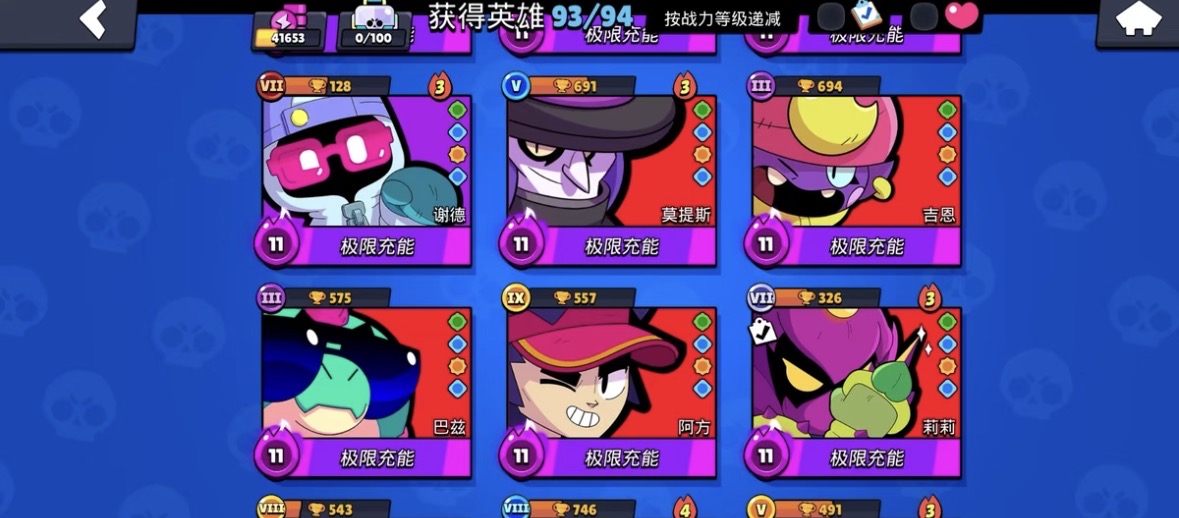 获得英雄 93/94
按战力等级递减
41653
0/100
极限充能
极限充能
VII 128 3
V 691 3
III 694
谢德
莫提斯
吉恩
11 极限充能
11 极限充能
11 极限充能
III 575
IX 557
VII 326 3
巴兹
阿方
莉莉
11 极限充能
11 极限充能
11 极限充能
VIII 543
VIII 746 4
V 491 3